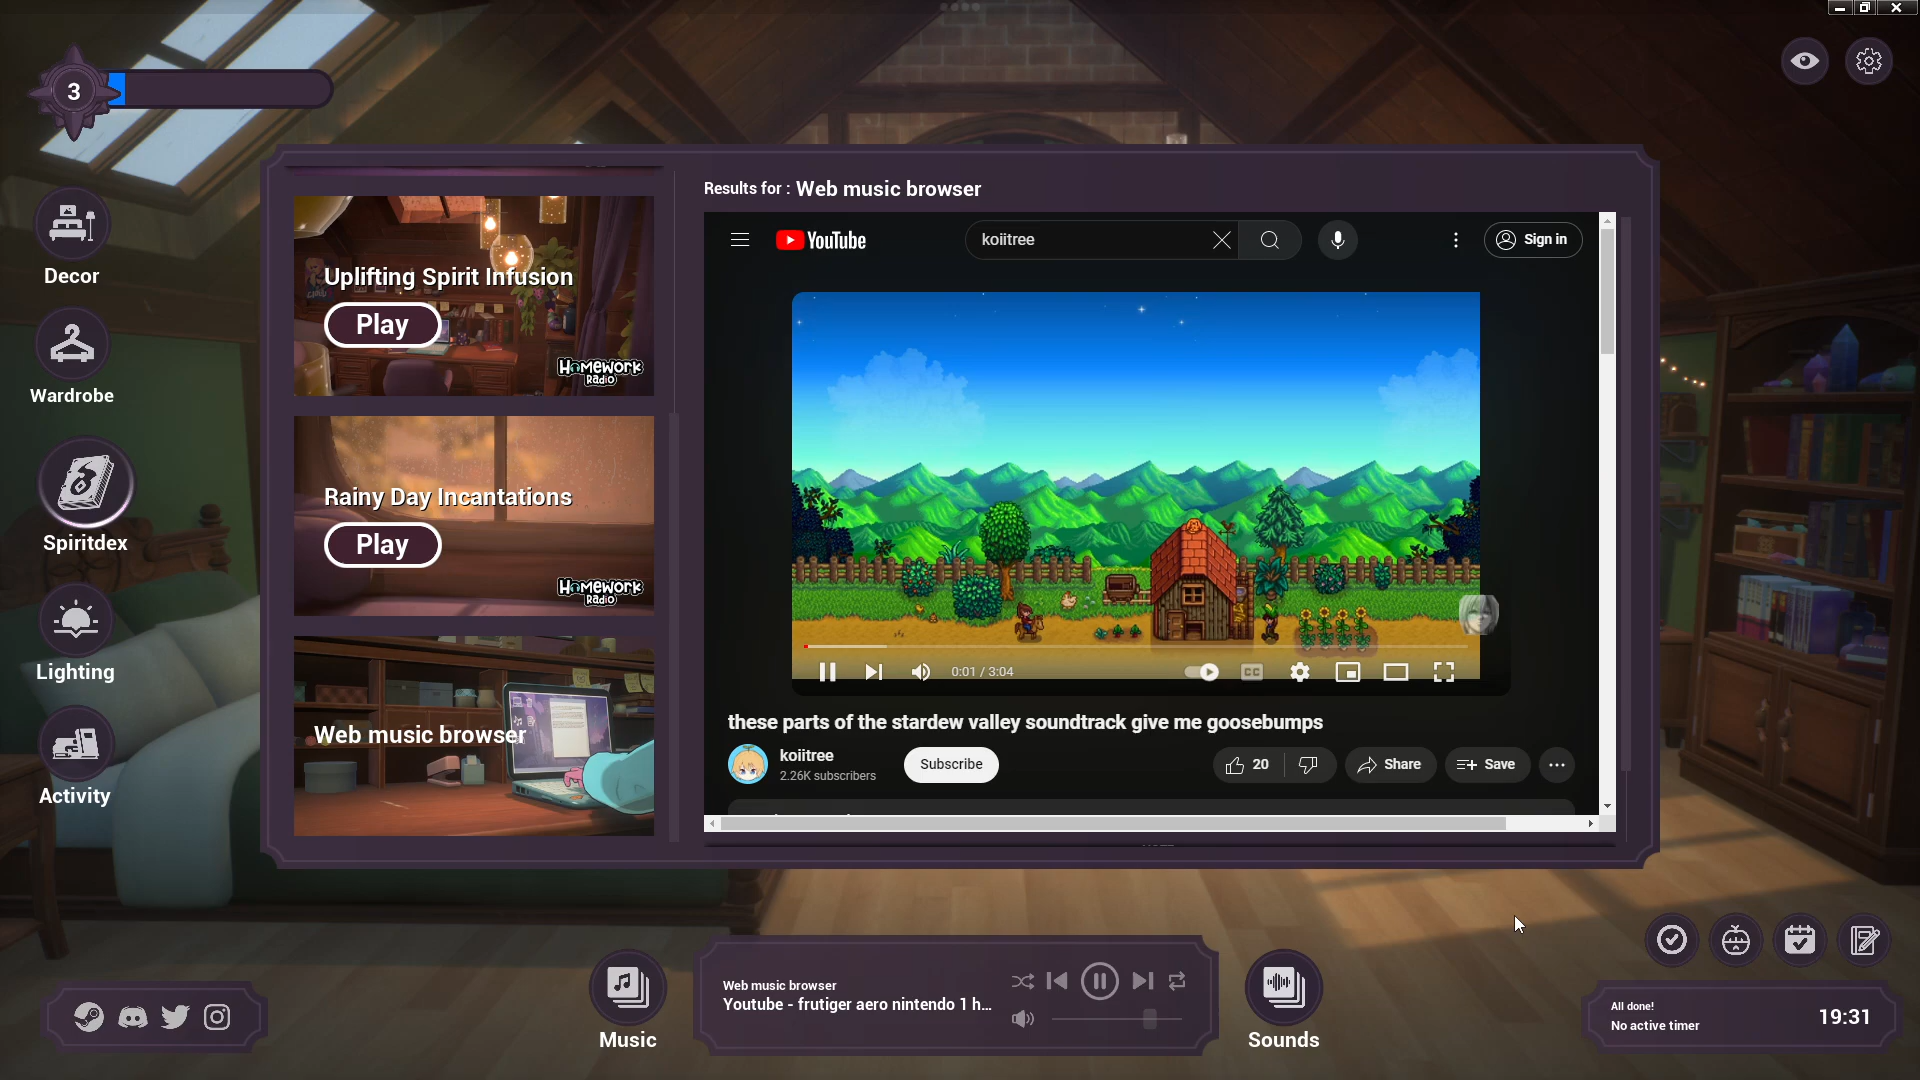 3
Decor
Wardrobe
Spiritdex
Lighting
Activity
Uplifting Spirit Infusion
Play
Homework
Radio
Rainy Day Incantations
Play
Homework
Radio
Web music browser
Results for : Web music browser
YouTube
koiitree
Sign in
0:01 / 3:04
CC
these parts of the stardew valley soundtrack give me goosebumps
koiitree
2.26K subscribers
Subscribe
20
Share
Save
Music
Web music browser
Youtube - frutiger aero nintendo 1 h...
Sounds
All done!
No active timer
19:31